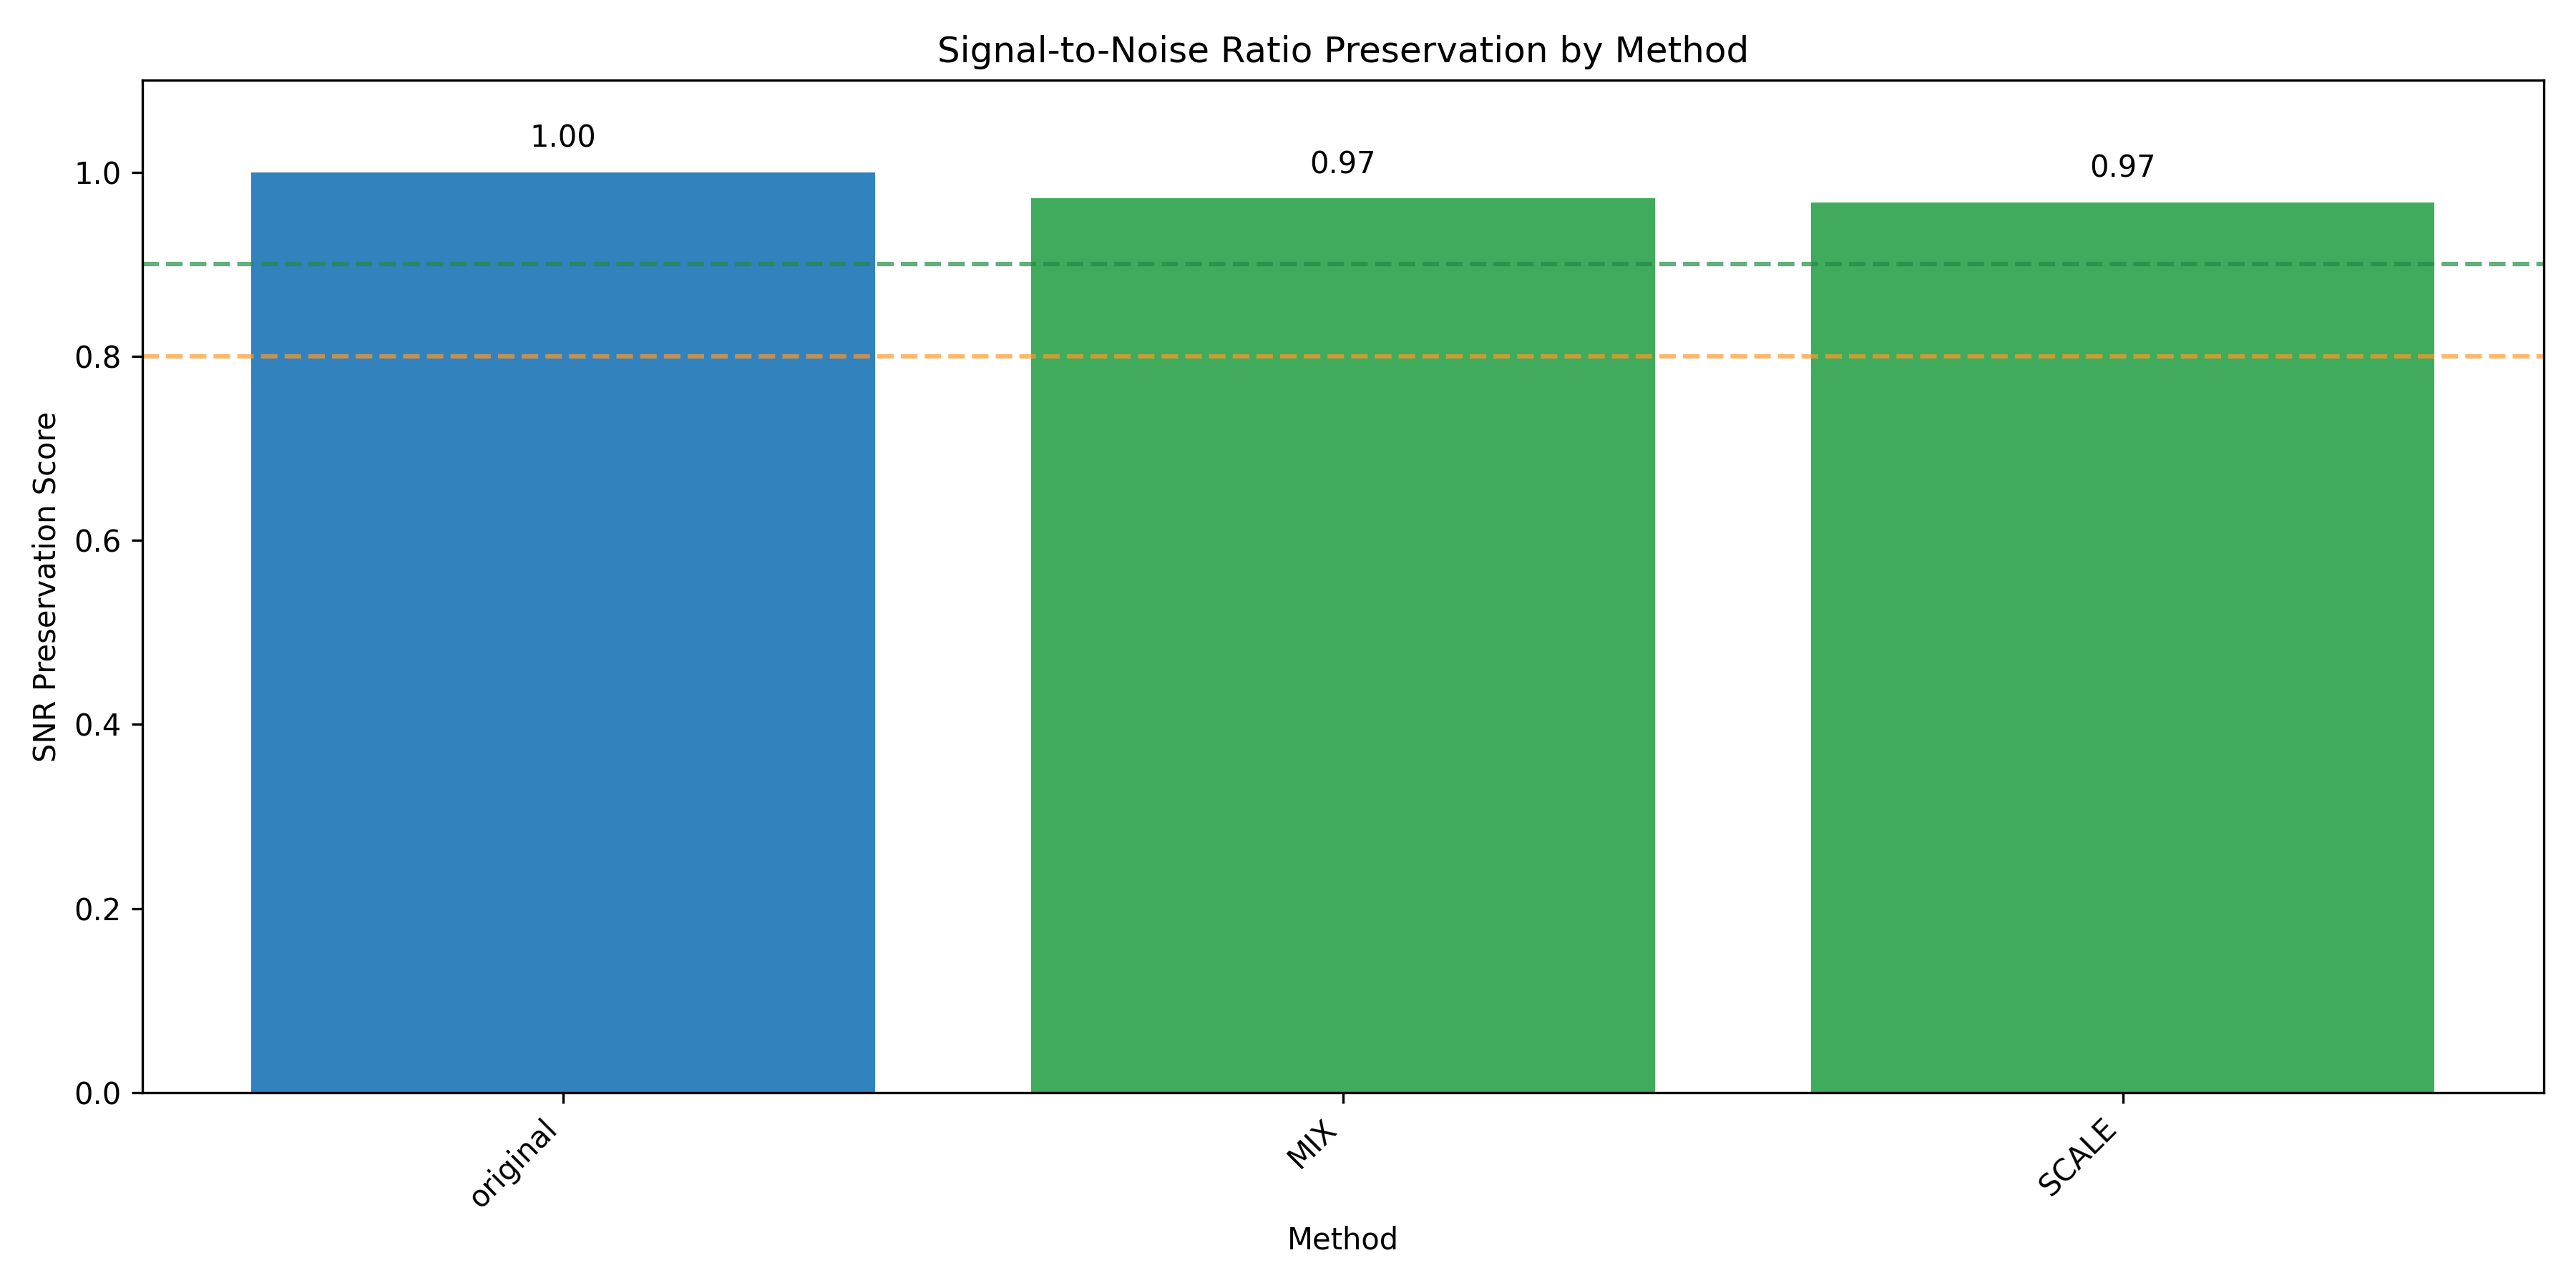 Signal-to-Noise Ratio Preservation by Method
1.00
0.97
0.97
1.0
0.8
0.6
0.4
0.2
0.0
SNR Preservation Score
original
MIX
SCALE
Method